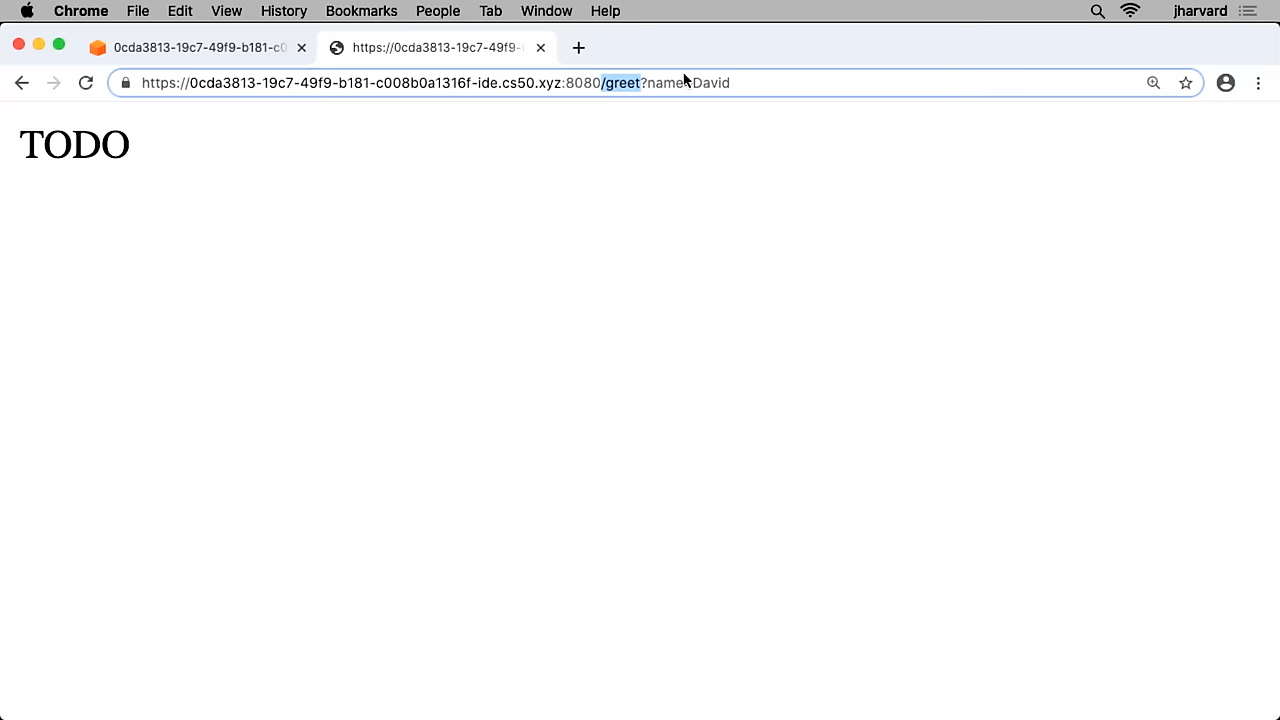 Chrome File Edit View History Bookmarks People Tab Window Help jharvard
0cda3813-19c7-49f9-b181-c0 https://0cda3813-19c7-49f9-
https://0cda3813-19c7-49f9-b181-c008b0a1316f-ide.cs50.xyz:8080/greet?name=David
TODO